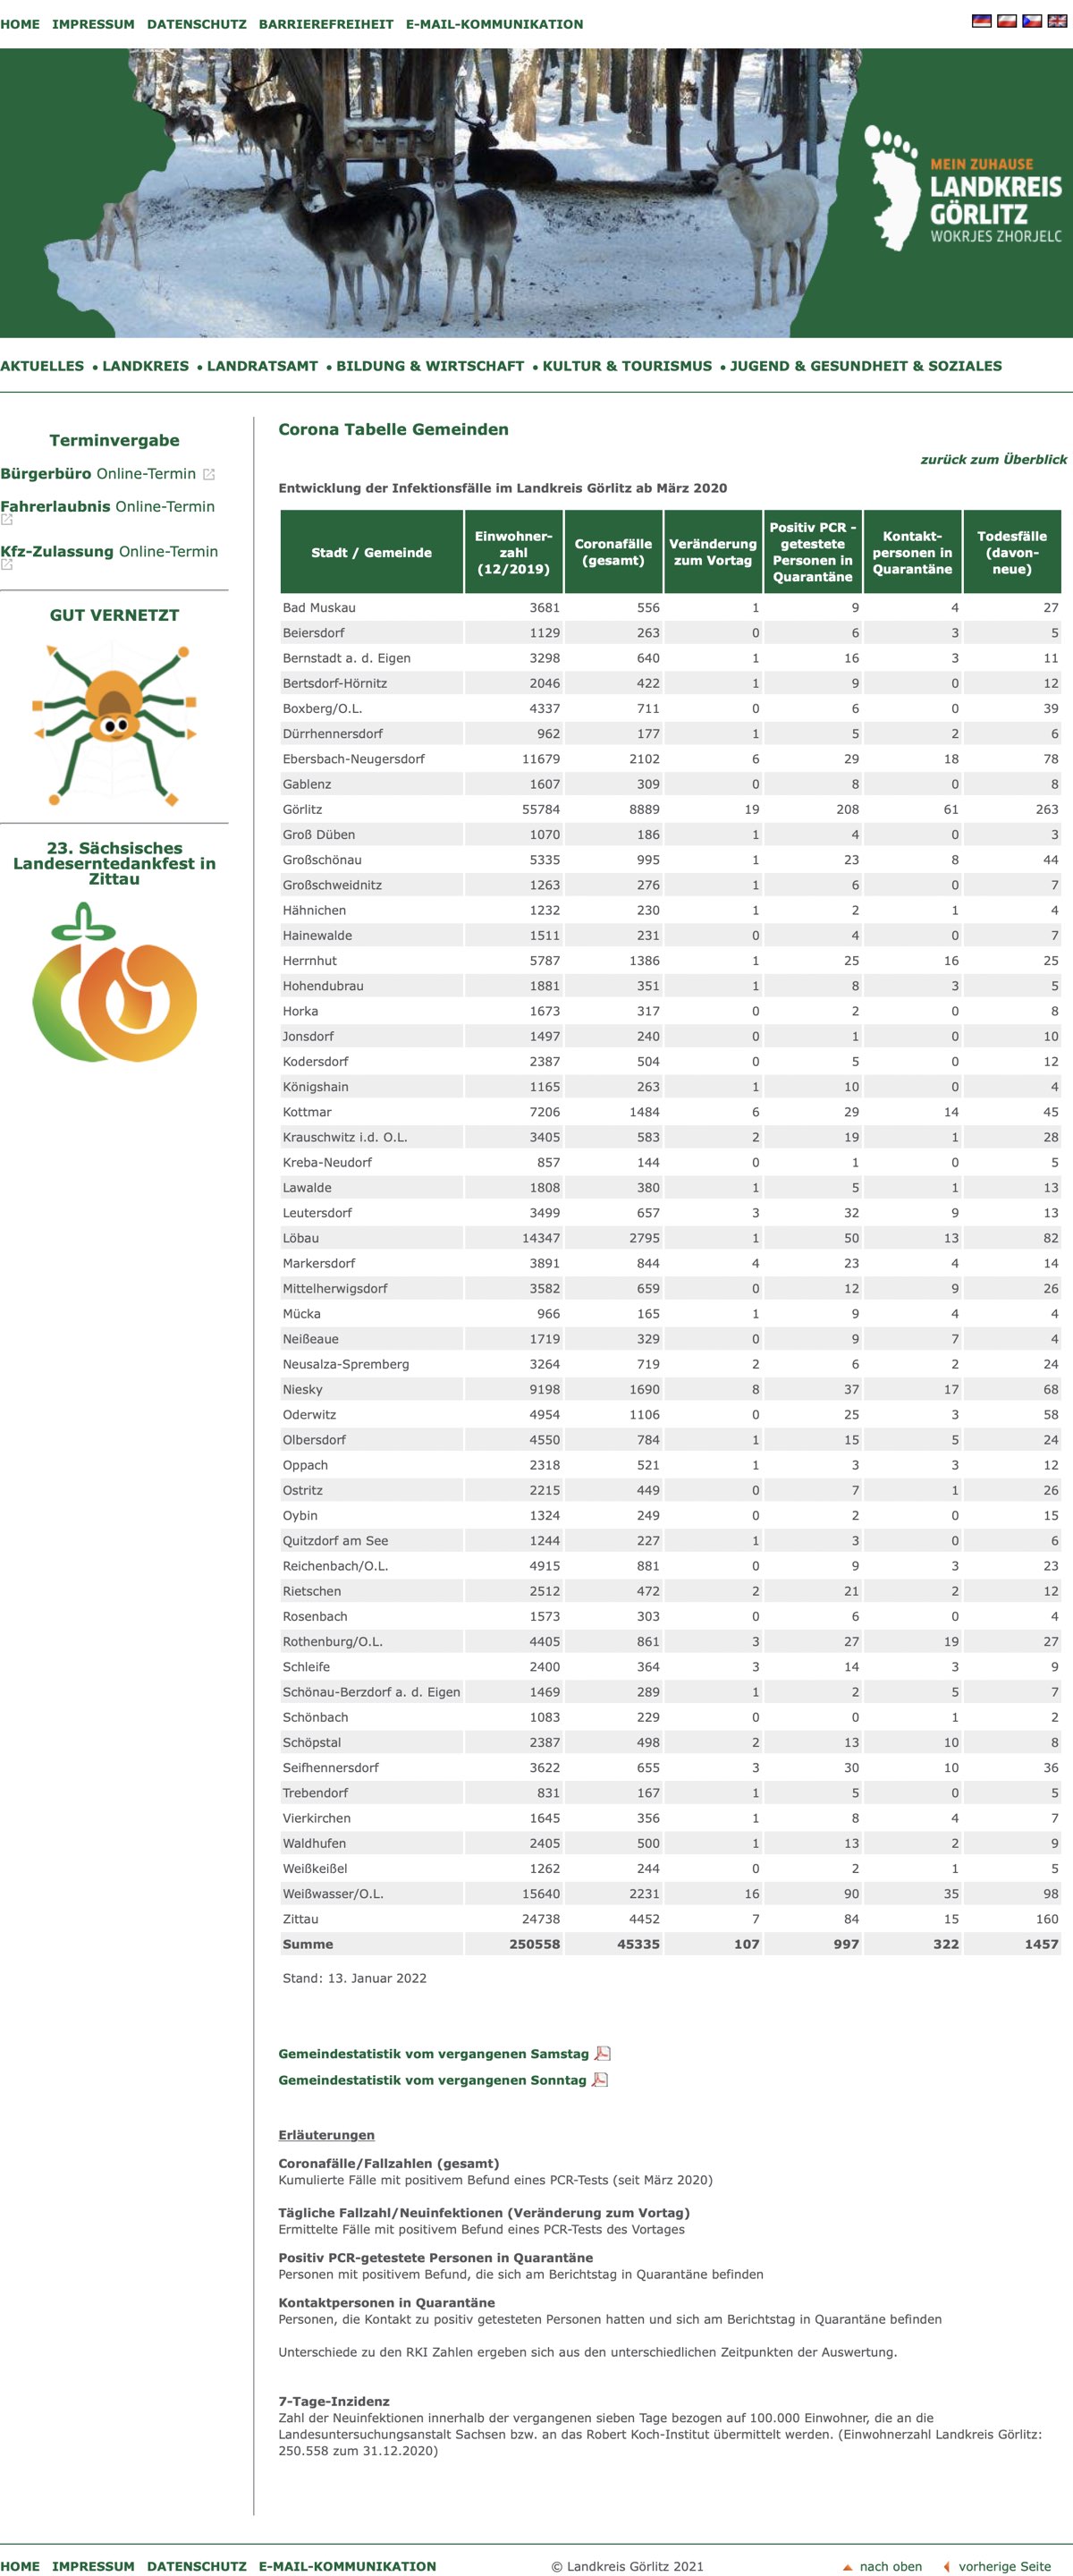 HOME IMPRESSUM DATENSCHUTZ BARRIEREFREIHEIT E-MAIL-KOMMUNIKATION
MEIN ZUHAUSE
LANDKREIS
GÖRLITZ
WOKRJES ZHORJELC
AKTUELLES • LANDKREIS • LANDRATSAMT • BILDUNG & WIRTSCHAFT • KULTUR & TOURISMUS • JUGEND & GESUNDHEIT & SOZIALES
Terminvergabe
Bürgerbüro Online-Termin
Fahrerlaubnis Online-Termin
Kfz-Zulassung Online-Termin
GUT VERNETZT
23. Sächsisches
Landeserntedankfest in
Zittau
Corona Tabelle Gemeinden
zurück zum Überblick
Entwicklung der Infektionsfälle im Landkreis Görlitz ab März 2020
Stadt / Gemeinde Einwohner-zahl (12/2019) Coronafälle (gesamt) Veränderung zum Vortag Positiv PCR - getestete Personen in Quarantäne Kontakt-personen in Quarantäne Todesfälle (davon-neue)
Bad Muskau 3681 556 1 9 4 27
Beiersdorf 1129 263 0 6 3 5
Bernstadt a. d. Eigen 3298 640 1 16 3 11
Bertsdorf-Hörnitz 2046 422 1 9 0 12
Boxberg/O.L. 4337 711 0 6 0 39
Dürrhennersdorf 962 177 1 5 2 6
Ebersbach-Neugersdorf 11679 2102 6 29 18 78
Gablenz 1607 309 0 8 0 8
Görlitz 55784 8889 19 208 61 263
Groß Düben 1070 186 1 4 0 3
Großschönau 5335 995 1 23 8 44
Großschweidnitz 1263 276 1 6 0 7
Hähnichen 1232 230 1 2 1 4
Hainewalde 1511 231 0 4 0 7
Herrnhut 5787 1386 1 25 16 25
Hohendubrau 1881 351 1 8 3 5
Horka 1673 317 0 2 0 8
Jonsdorf 1497 240 0 1 0 10
Kodersdorf 2387 504 0 5 0 12
Königshain 1165 263 1 10 0 4
Kottmar 7206 1484 6 29 14 45
Krauschwitz i.d. O.L. 3405 583 2 19 1 28
Kreba-Neudorf 857 144 0 1 0 5
Lawalde 1808 380 1 5 1 13
Leutersdorf 3499 657 3 32 9 13
Löbau 14347 2795 1 50 13 82
Markersdorf 3891 844 4 23 4 14
Mittelherwigsdorf 3582 659 0 12 9 26
Mücka 966 165 1 9 4 4
Neißeaue 1719 329 0 9 7 4
Neusalza-Spremberg 3264 719 2 6 2 24
Niesky 9198 1690 8 37 17 68
Oderwitz 4954 1106 0 25 3 58
Olbersdorf 4550 784 1 15 5 24
Oppach 2318 521 1 3 3 12
Ostritz 2215 449 0 7 1 26
Oybin 1324 249 0 2 0 15
Quitzdorf am See 1244 227 1 3 0 6
Reichenbach/O.L. 4915 881 0 9 3 23
Rietschen 2512 472 2 21 2 12
Rosenbach 1573 303 0 6 0 4
Rothenburg/O.L. 4405 861 3 27 19 27
Schleife 2400 364 3 14 3 9
Schönau-Berzdorf a. d. Eigen 1469 289 1 2 5 7
Schönbach 1083 229 0 0 1 2
Schöpstal 2387 498 2 13 10 8
Seifhennersdorf 3622 655 3 30 10 36
Trebendorf 831 167 1 5 0 5
Vierkirchen 1645 356 1 8 4 7
Waldhufen 2405 500 1 13 2 9
Weißkeißel 1262 244 0 2 1 5
Weißwasser/O.L. 15640 2231 16 90 35 98
Zittau 24738 4452 7 84 15 160
Summe 250558 45335 107 997 322 1457
Stand: 13. Januar 2022
Gemeindestatistik vom vergangenen Samstag
Gemeindestatistik vom vergangenen Sonntag
Erläuterungen
Coronafälle/Fallzahlen (gesamt)
Kumulierte Fälle mit positivem Befund eines PCR-Tests (seit März 2020)
Tägliche Fallzahl/Neuinfektionen (Veränderung zum Vortag)
Ermittelte Fälle mit positivem Befund eines PCR-Tests des Vortages
Positiv PCR-getestete Personen in Quarantäne
Personen mit positivem Befund, die sich am Berichtstag in Quarantäne befinden
Kontaktpersonen in Quarantäne
Personen, die Kontakt zu positiv getesteten Personen hatten und sich am Berichtstag in Quarantäne befinden
Unterschiede zu den RKI Zahlen ergeben sich aus den unterschiedlichen Zeitpunkten der Auswertung.
7-Tage-Inzidenz
Zahl der Neuinfektionen innerhalb der vergangenen sieben Tage bezogen auf 100.000 Einwohner, die an die
Landesuntersuchungsanstalt Sachsen bzw. an das Robert Koch-Institut übermittelt werden. (Einwohnerzahl Landkreis Görlitz:
250.558 zum 31.12.2020)
HOME IMPRESSUM DATENSCHUTZ E-MAIL-KOMMUNIKATION © Landkreis Görlitz 2021 nach oben vorherige Seite